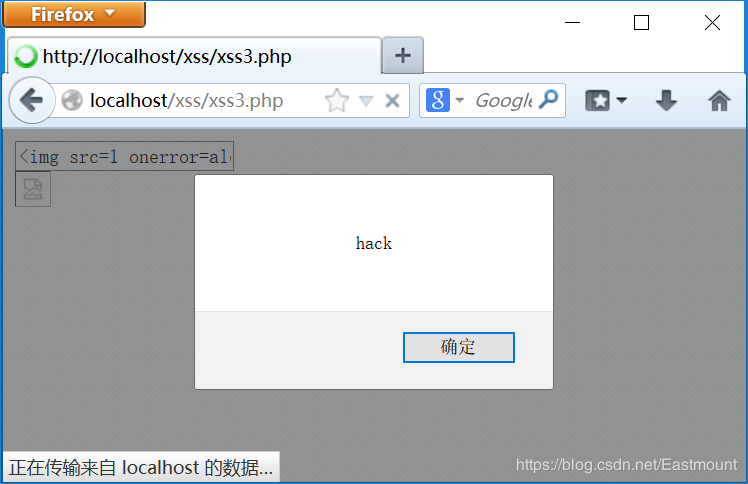 Firefox
http://localhost/xss/xss3.php
localhost/xss/xss3.php
Google
<img src=1 onerror=al
hack
确定
正在传输来自 localhost 的数据...
https://blog.csdn.net/Eastmount